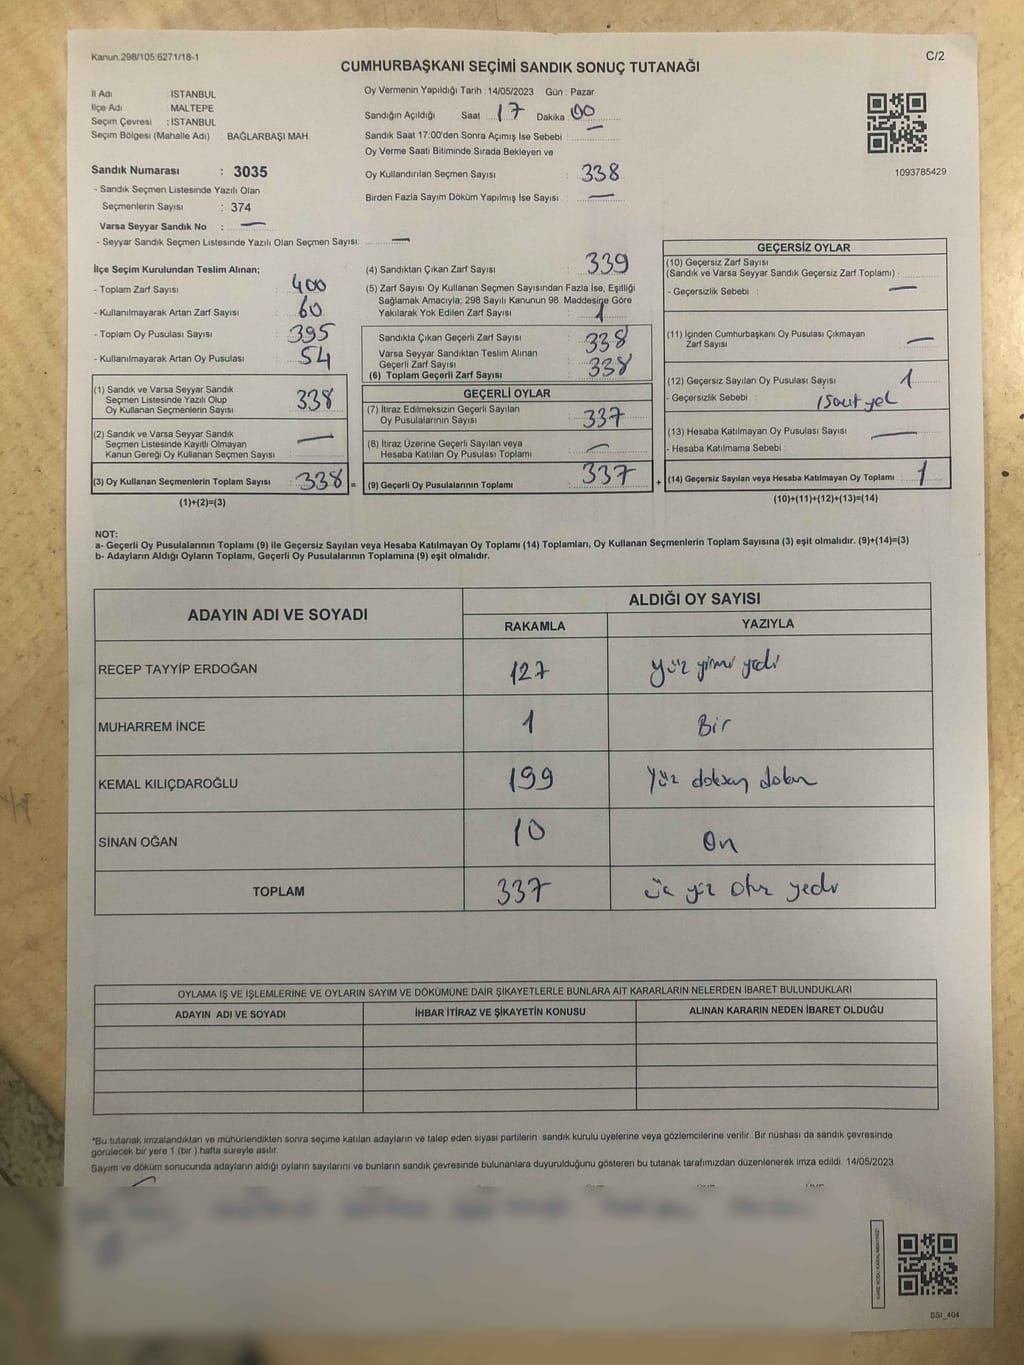 Kanun.298/105,6271/18-1
C/2
CUMHURBAŞKANI SEÇİMİ SANDIK SONUÇ TUTANAĞI
İl Adı : İSTANBUL
İlçe Adı : MALTEPE
Seçim Çevresi : İSTANBUL
Seçim Bölgesi (Mahalle Adı) : BAĞLARBAŞI MAH.
Oy Vermenin Yapıldığı Tarih : 14/05/2023 Gün : Pazar
Sandığın Açıldığı Saat 17 Dakika 00
Sandık Saat 17:00'den Sonra Açımış İse Sebebi : —
Oy Verme Saati Bitiminde Sırada Bekleyen ve
Oy Kullandırılan Seçmen Sayısı : 338
Birden Fazla Sayım Döküm Yapılmış İse Sayısı : —
1093785429
Sandık Numarası : 3035
- Sandık Seçmen Listesinde Yazılı Olan
Seçmenlerin Sayısı : 374
Varsa Seyyar Sandık No : —
- Seyyar Sandık Seçmen Listesinde Yazılı Olan Seçmen Sayısı: —
İlçe Seçim Kurulundan Teslim Alınan;
- Toplam Zarf Sayısı : 400
- Kullanılmayarak Artan Zarf Sayısı : 60
- Toplam Oy Pusulası Sayısı : 395
- Kullanılmayarak Artan Oy Pusulası : 54
(1) Sandık ve Varsa Seyyar Sandık
Seçmen Listesinde Yazılı Olup
Oy Kullanan Seçmenlerin Sayısı : 338
(2) Sandık ve Varsa Seyyar Sandık
Seçmen Listesinde Kayıtlı Olmayan
Kanun Gereği Oy Kullanan Seçmen Sayısı : —
(3) Oy Kullanan Seçmenlerin Toplam Sayısı : 338 =
(1)+(2)=(3)
(4) Sandıktan Çıkan Zarf Sayısı : 339
(5) Zarf Sayısı Oy Kullanan Seçmen Sayısından Fazla İse, Eşitliği
Sağlamak Amacıyla; 298 Sayılı Kanunun 98. Maddesine Göre
Yakılarak Yok Edilen Zarf Sayısı : 1
Sandıkta Çıkan Geçerli Zarf Sayısı : 338
Varsa Seyyar Sandıktan Teslim Alınan
Geçerli Zarf Sayısı :
(6) Toplam Geçerli Zarf Sayısı : 338
GEÇERLİ OYLAR
(7) İtiraz Edilmeksizin Geçerli Sayılan
Oy Pusulalarının Sayısı : 337
(8) İtiraz Üzerine Geçerli Sayılan veya
Hesaba Katılan Oy Pusulası Toplamı : —
(9) Geçerli Oy Pusulalarının Toplamı : 337 +
GEÇERSİZ OYLAR
(10) Geçersiz Zarf Sayısı
(Sandık ve Varsa Seyyar Sandık Geçersiz Zarf Toplamı) : —
- Geçersizlik Sebebi :
(11) İçinden Cumhurbaşkanı Oy Pusulası Çıkmayan
Zarf Sayısı : —
(12) Geçersiz Sayılan Oy Pusulası Sayısı : 1
- Geçersizlik Sebebi :
(13) Hesaba Katılmayan Oy Pusulası Sayısı : —
- Hesaba Katılmama Sebebi :
(14) Geçersiz Sayılan veya Hesaba Katılmayan Oy Toplamı : 1
(10)+(11)+(12)+(13)=(14)
NOT:
a- Geçerli Oy Pusulalarının Toplamı (9) ile Geçersiz Sayılan veya Hesaba Katılmayan Oy Toplamı (14) Toplamları, Oy Kullanan Seçmenlerin Toplam Sayısına (3) eşit olmalıdır. (9)+(14)=(3)
b- Adayların Aldığı Oyların Toplamı, Geçerli Oy Pusulalarının Toplamına (9) eşit olmalıdır.
ADAYIN ADI VE SOYADI
ALDIĞI OY SAYISI
RAKAMLA YAZIYLA
RECEP TAYYİP ERDOĞAN 127 yüz yirmi yedi
MUHARREM İNCE 1 Bir
KEMAL KILIÇDAROĞLU 199 Yüz doksan dokuz
SİNAN OĞAN 10 On
TOPLAM 337 üç yüz otuz yedi
OYLAMA İŞ VE İŞLEMLERİNE VE OYLARIN SAYIM VE DÖKÜMÜNE DAİR ŞİKAYETLERLE BUNLARA AİT KARARLARIN NELERDEN İBARET BULUNDUKLARI
ADAYIN ADI VE SOYADI İHBAR İTİRAZ VE ŞİKAYETİN KONUSU ALINAN KARARIN NEDEN İBARET OLDUĞU
*Bu tutanak imzalandıktan ve mühürlendikten sonra seçime katılan adayların ve talep eden siyasi partilerin sandık kurulu üyelerine veya gözlemcilerine verilir. Bir nüshası da sandık çevresinde
görülecek bir yere 1 (bir) hafta süreyle asılır.
Sayım ve döküm sonucunda adayların aldığı oyların sayılarını ve bunların sandık çevresinde bulunanlara duyurulduğunu gösteren bu tutanak tarafımızdan düzenlenerek imza edildi. 14/05/2023
SSİ_404